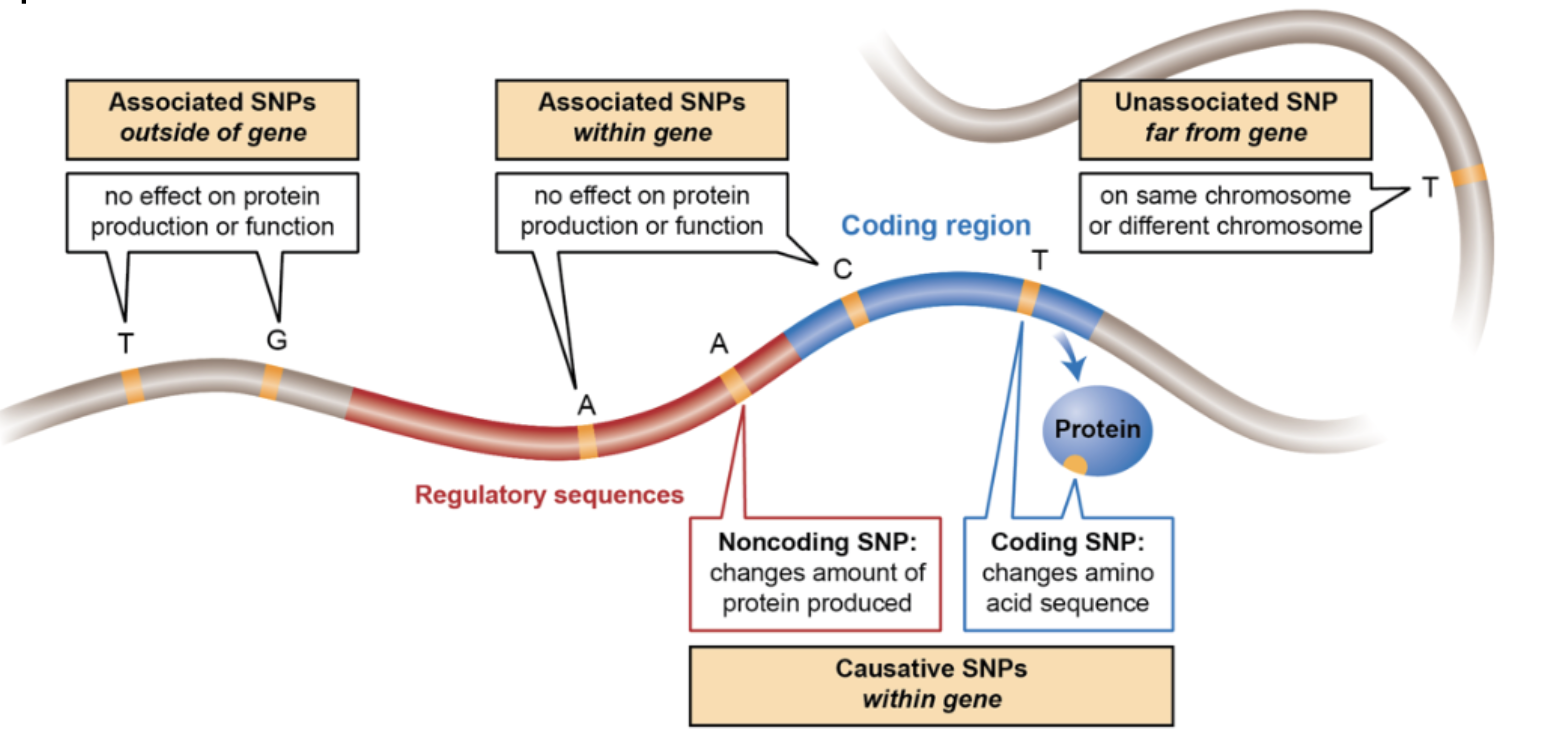 Associated SNPs
outside of gene
no effect on protein
production or function
T
G
Associated SNPs
within gene
no effect on protein
production or function
A
C
Unassociated SNP
far from gene
on same chromosome
or different chromosome
T
Coding region
T
A
Regulatory sequences
Protein
Noncoding SNP:
changes amount of
protein produced
Coding SNP:
changes amino
acid sequence
Causative SNPs
within gene